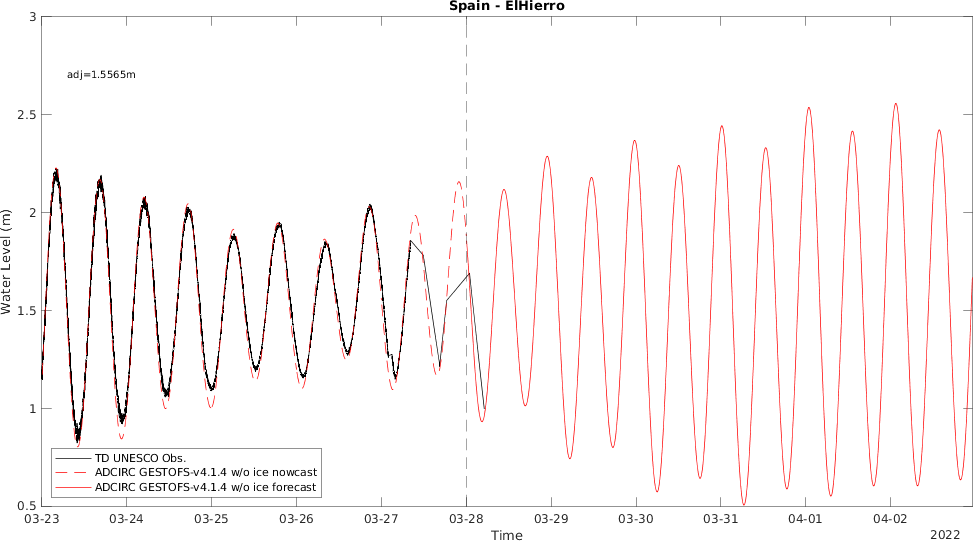 Spain - ElHierro
3
adj=1.5565m
2.5
2
Water Level (m)
1.5
1
TD UNESCO Obs.
ADCIRC GESTOFS-v4.1.4 w/o ice nowcast
ADCIRC GESTOFS-v4.1.4 w/o ice forecast
0.5
03-23 03-24 03-25 03-26 03-27 03-28 03-29 03-30 03-31 04-01 04-02
Time
2022